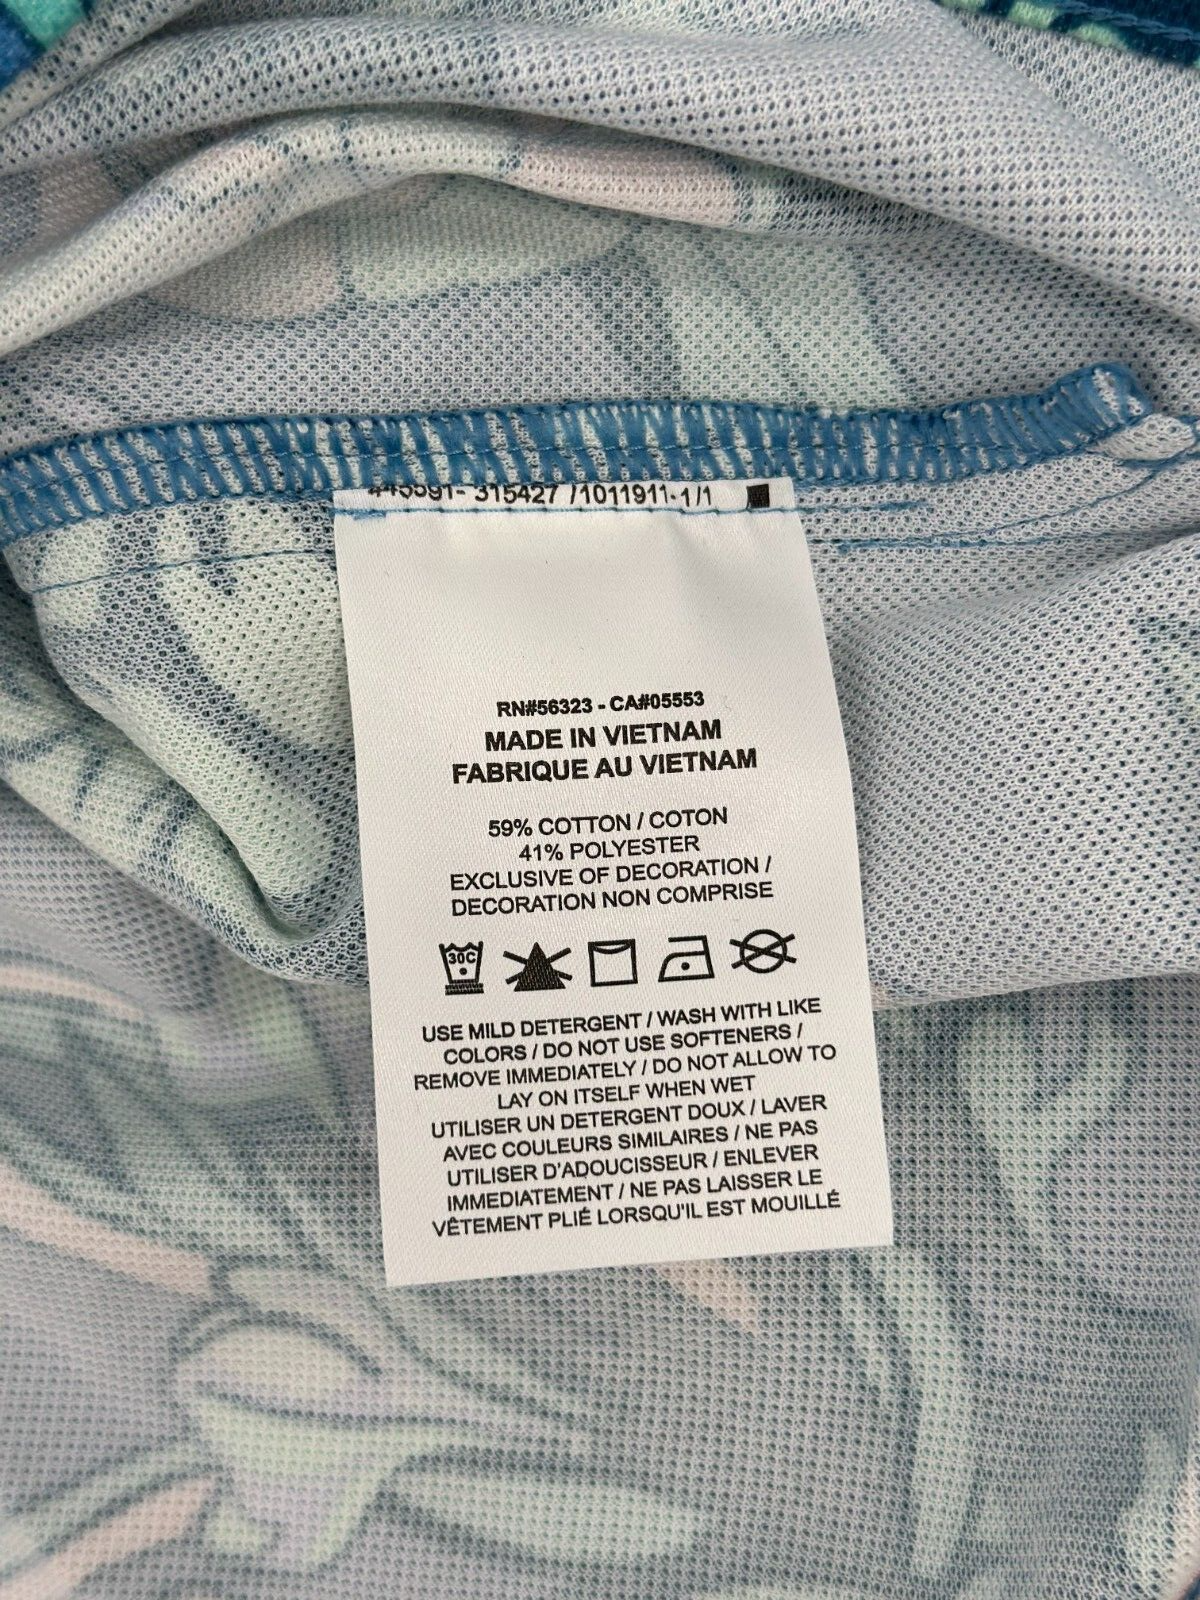 315427 /1011911-1/1
RN#56323 - CA#05553
MADE IN VIETNAM
FABRIQUE AU VIETNAM
59% COTTON / COTON
41% POLYESTER
EXCLUSIVE OF DECORATION /
DECORATION NON COMPRISE
30C
USE MILD DETERGENT / WASH WITH LIKE
COLORS / DO NOT USE SOFTENERS /
REMOVE IMMEDIATELY / DO NOT ALLOW TO
LAY ON ITSELF WHEN WET
UTILISER UN DETERGENT DOUX / LAVER
AVEC COULEURS SIMILAIRES / NE PAS
UTILISER D'ADOUCISSEUR / ENLEVER
IMMEDIATEMENT / NE PAS LAISSER LE
VÊTEMENT PLIÉ LORSQU'IL EST MOUILLÉ